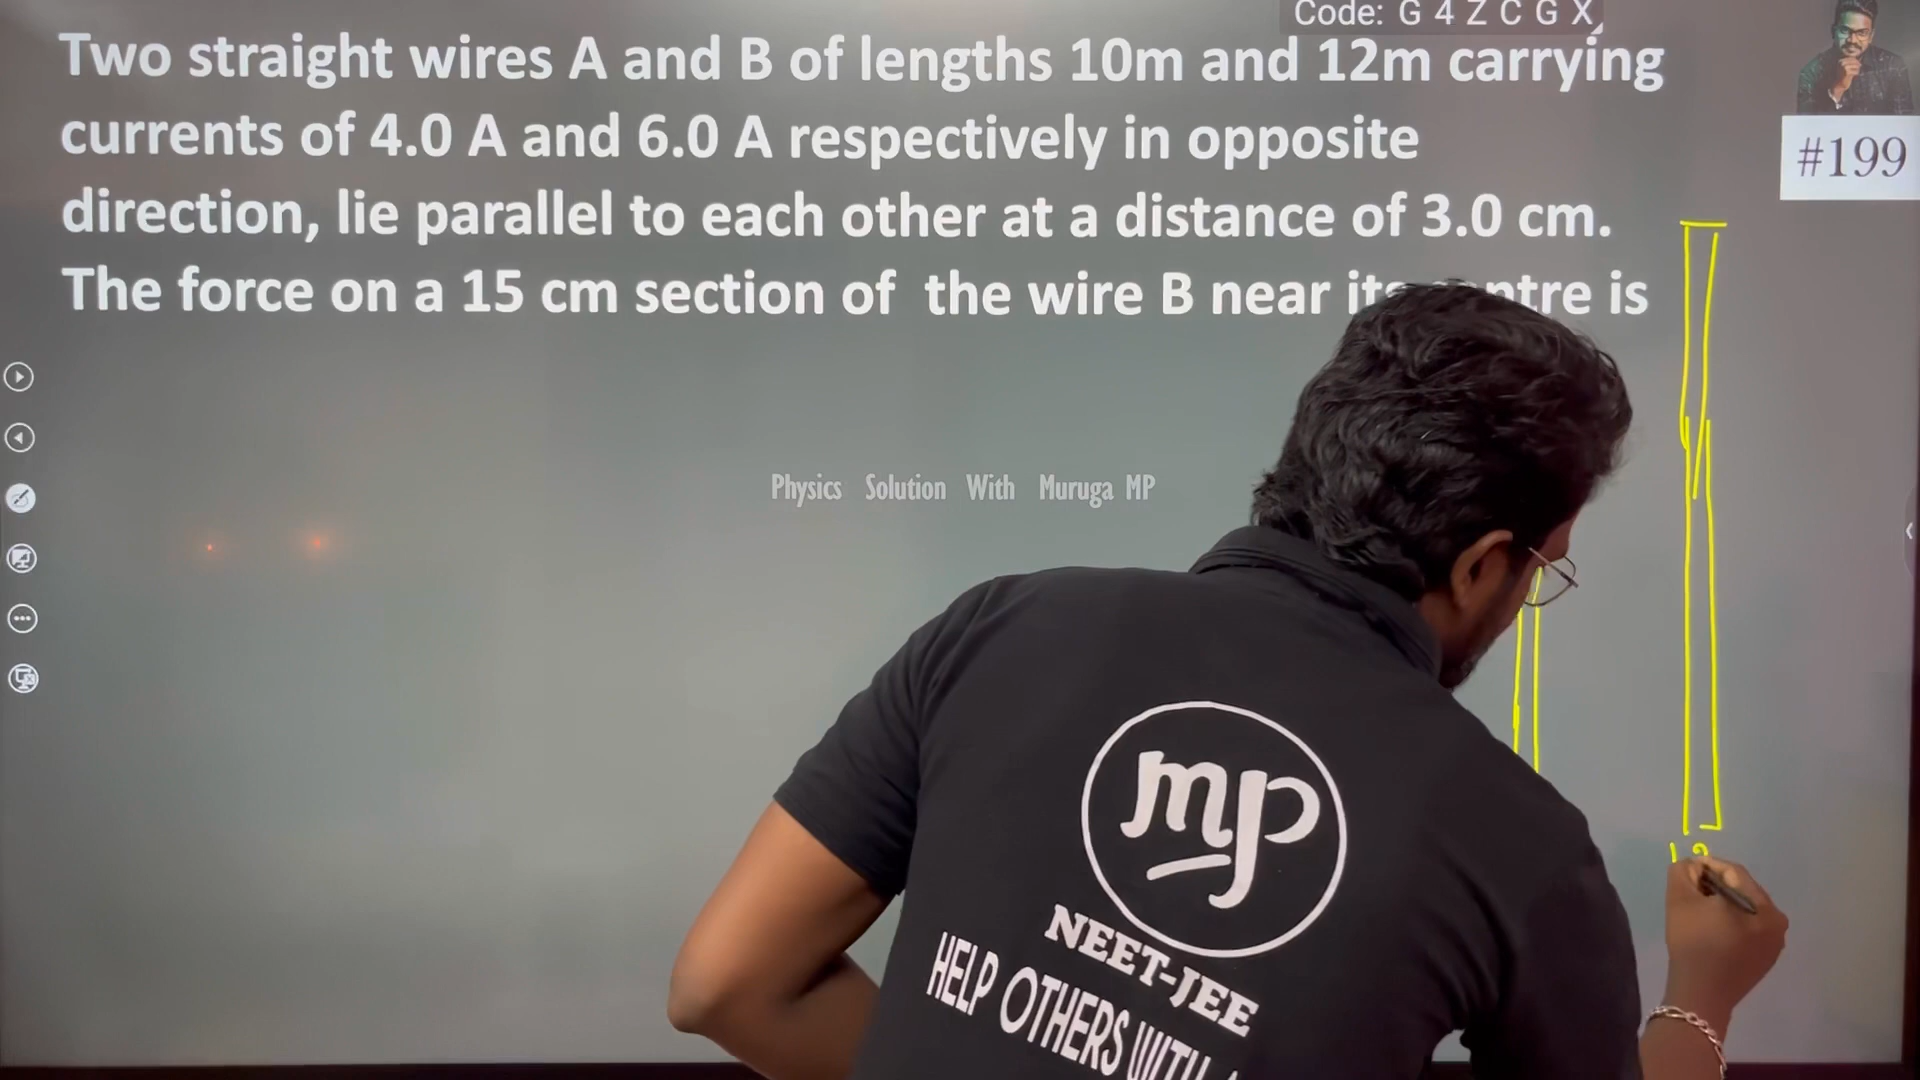 Code: G 4 Z C G X
Two straight wires A and B of lengths 10m and 12m carrying
currents of 4.0 A and 6.0 A respectively in opposite
direction, lie parallel to each other at a distance of 3.0 cm.
The force on a 15 cm section of the wire B near its is
#199
Physics Solution With Muruga MP
mp
NEET-JEE
HELP OTHERS WITH